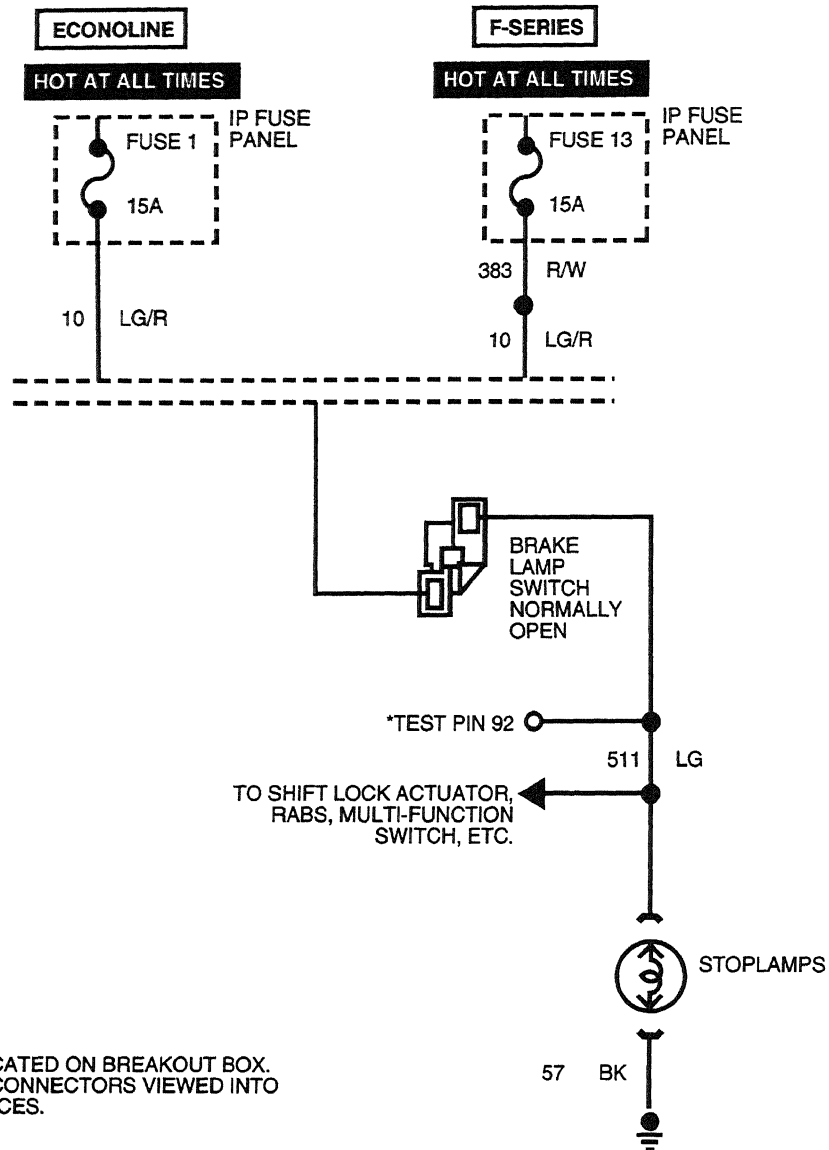 ECONOLINE
F-SERIES
HOT AT ALL TIMES
HOT AT ALL TIMES
FUSE 1
15A
IP FUSE
PANEL
FUSE 13
15A
IP FUSE
PANEL
383 R/W
10 LG/R
10 LG/R
BRAKE
LAMP
SWITCH
NORMALLY
OPEN
*TEST PIN 92
511 LG
TO SHIFT LOCK ACTUATOR,
RABS, MULTI-FUNCTION
SWITCH, ETC.
STOPLAMPS
57 BK
CATED ON BREAKOUT BOX.
CONNECTORS VIEWED INTO
CES.